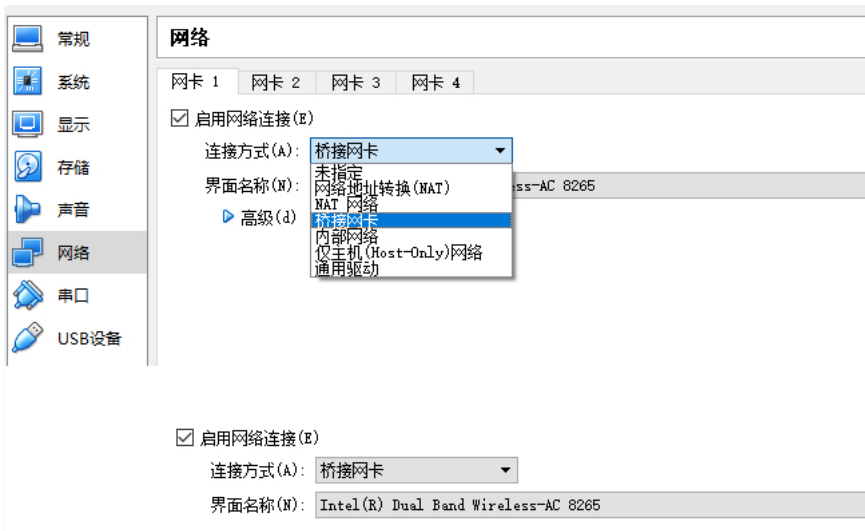 常规
系统
显示
存储
声音
网络
串口
USB设备
网络
网卡 1 网卡 2 网卡 3 网卡 4
启用网络连接(E)
连接方式(A): 桥接网卡
未指定
网络地址转换(NAT)
NAT 网络
桥接网卡
内部网络
仅主机(Host-Only)网络
通用驱动
界面名称(N): ss-AC 8265
高级(d)
启用网络连接(E)
连接方式(A): 桥接网卡
界面名称(N): Intel(R) Dual Band Wireless-AC 8265